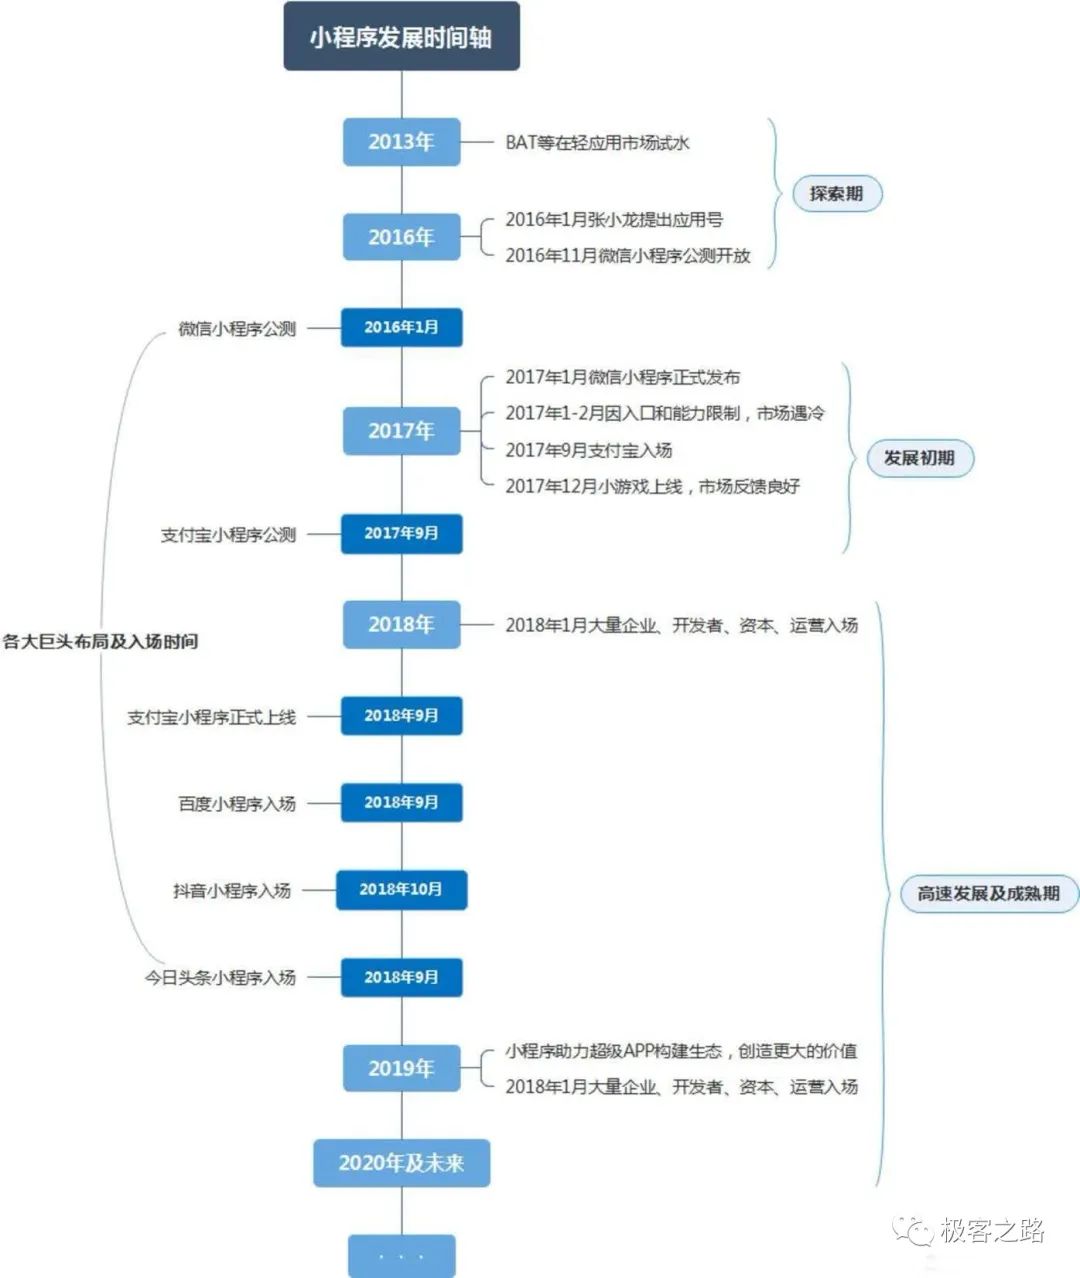 小程序发展时间轴
2013年
BAT等在轻应用市场试水
探索期
2016年
2016年1月张小龙提出应用号
2016年11月微信小程序公测开放
微信小程序公测
2016年1月
2017年
2017年1月微信小程序正式发布
2017年1-2月因入口和能力限制，市场遇冷
2017年9月支付宝入场
2017年12月小游戏上线，市场反馈良好
发展初期
支付宝小程序公测
2017年9月
2018年
2018年1月大量企业、开发者、资本、运营入场
各大巨头布局及入场时间
支付宝小程序正式上线
2018年9月
百度小程序入场
2018年9月
抖音小程序入场
2018年10月
高速发展及成熟期
今日头条小程序入场
2018年9月
2019年
小程序助力超级APP构建生态，创造更大的价值
2018年1月大量企业、开发者、资本、运营入场
2020年及未来
· · ·
极客之路